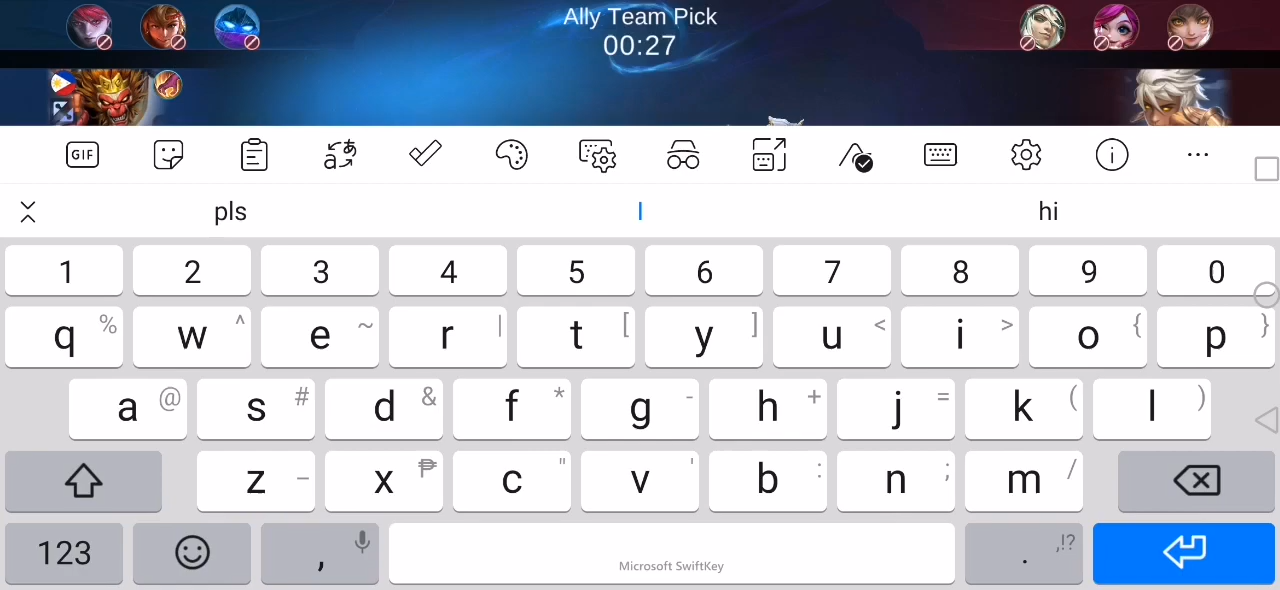 Ally Team Pick
00:27
GIF
pls I hi
1 2 3 4 5 6 7 8 9 0
q % w ^ e ~ r | t [ y ] u < i > o { p }
a @ s # d & f * g - h + j = k ( l )
z _ x ₱ c " v ' b : n ; m /
123 , Microsoft SwiftKey . ,!?